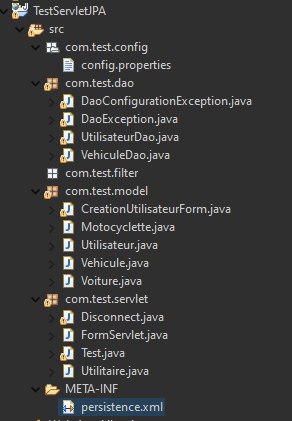 TestServletJPA
src
com.test.config
config.properties
com.test.dao
DaoConfigurationException.java
DaoException.java
UtilisateurDao.java
VehiculeDao.java
com.test.filter
com.test.model
CreationUtilisateurForm.java
Motocyclette.java
Utilisateur.java
Vehicule.java
Voiture.java
com.test.servlet
Disconnect.java
FormServlet.java
Test.java
Utilitaire.java
META-INF
persistence.xml